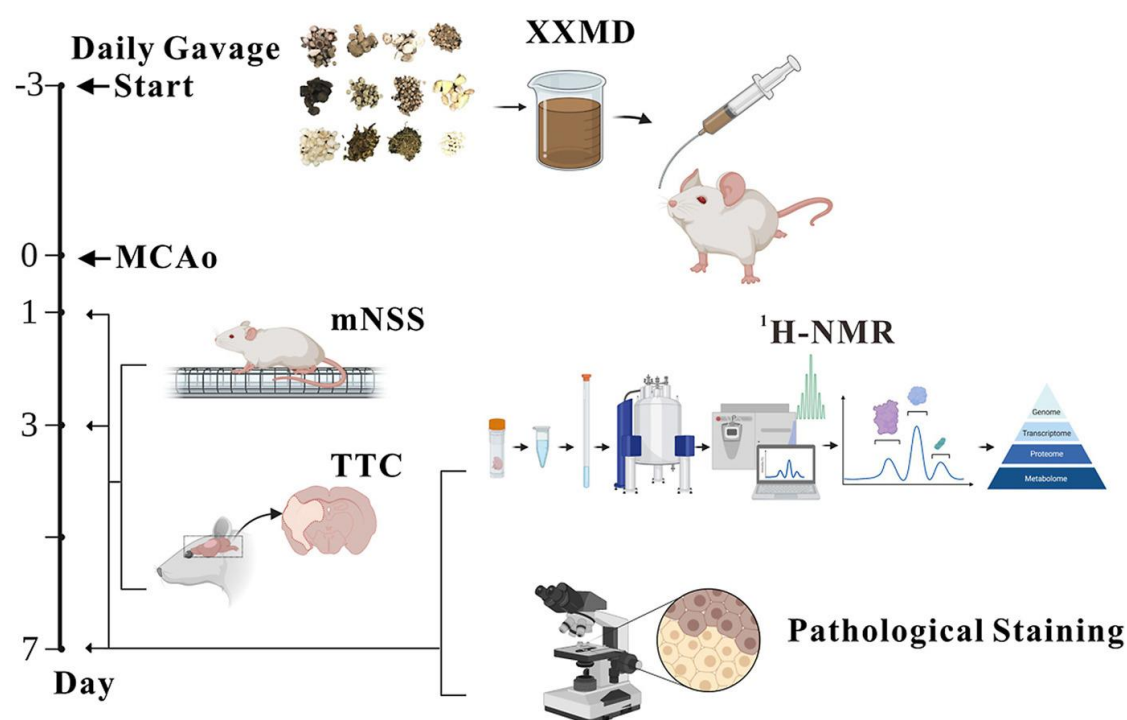 Daily Gavage
-3
Start
XXMD
0
MCAo
1
mNSS
¹H-NMR
3
TTC
Genome
Transcriptome
Proteome
Metabolome
7
Pathological Staining
Day